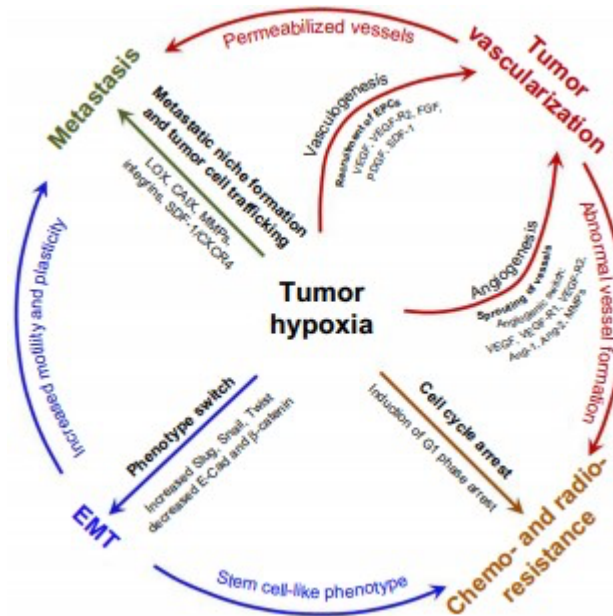 Permeabilized vessels
Tumor
vascularization
Metastasis
Metastatic niche formation
and tumor cell trafficking
LOX, CAIX, MMPs,
integrins, SDF-1/CXCR4
Vasculogenesis
Recruitment of EPCs
VEGF, VEGF-R2, FGF,
pDGF, SDF-1
Angiogenesis
Sprouting of vessels
Angiogenic switch:
VEGF, VEGF-R1, VEGF-R2,
Ang-1, Ang-2, MMPs
Abnormal vessel formation
Tumor
hypoxia
Increased motility and plasticity
Phenotype switch
Increased Slug, Snail, Twist
decreased E-Cad and β-catenin
Cell cycle arrest
Induction of G1 phase arrest
EMT
Stem cell-like phenotype
Chemo- and radio-
resistance